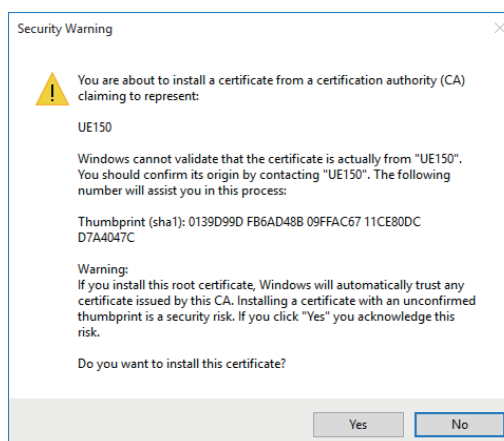 Security Warning
You are about to install a certificate from a certification authority (CA)
claiming to represent:
UE150
Windows cannot validate that the certificate is actually from "UE150".
You should confirm its origin by contacting "UE150". The following
number will assist you in this process:
Thumbprint (sha1): 0139D99D FB6AD48B 09FFAC67 11CE80DC
D7A4047C
Warning:
If you install this root certificate, Windows will automatically trust any
certificate issued by this CA. Installing a certificate with an unconfirmed
thumbprint is a security risk. If you click "Yes" you acknowledge this
risk.
Do you want to install this certificate?
Yes
No